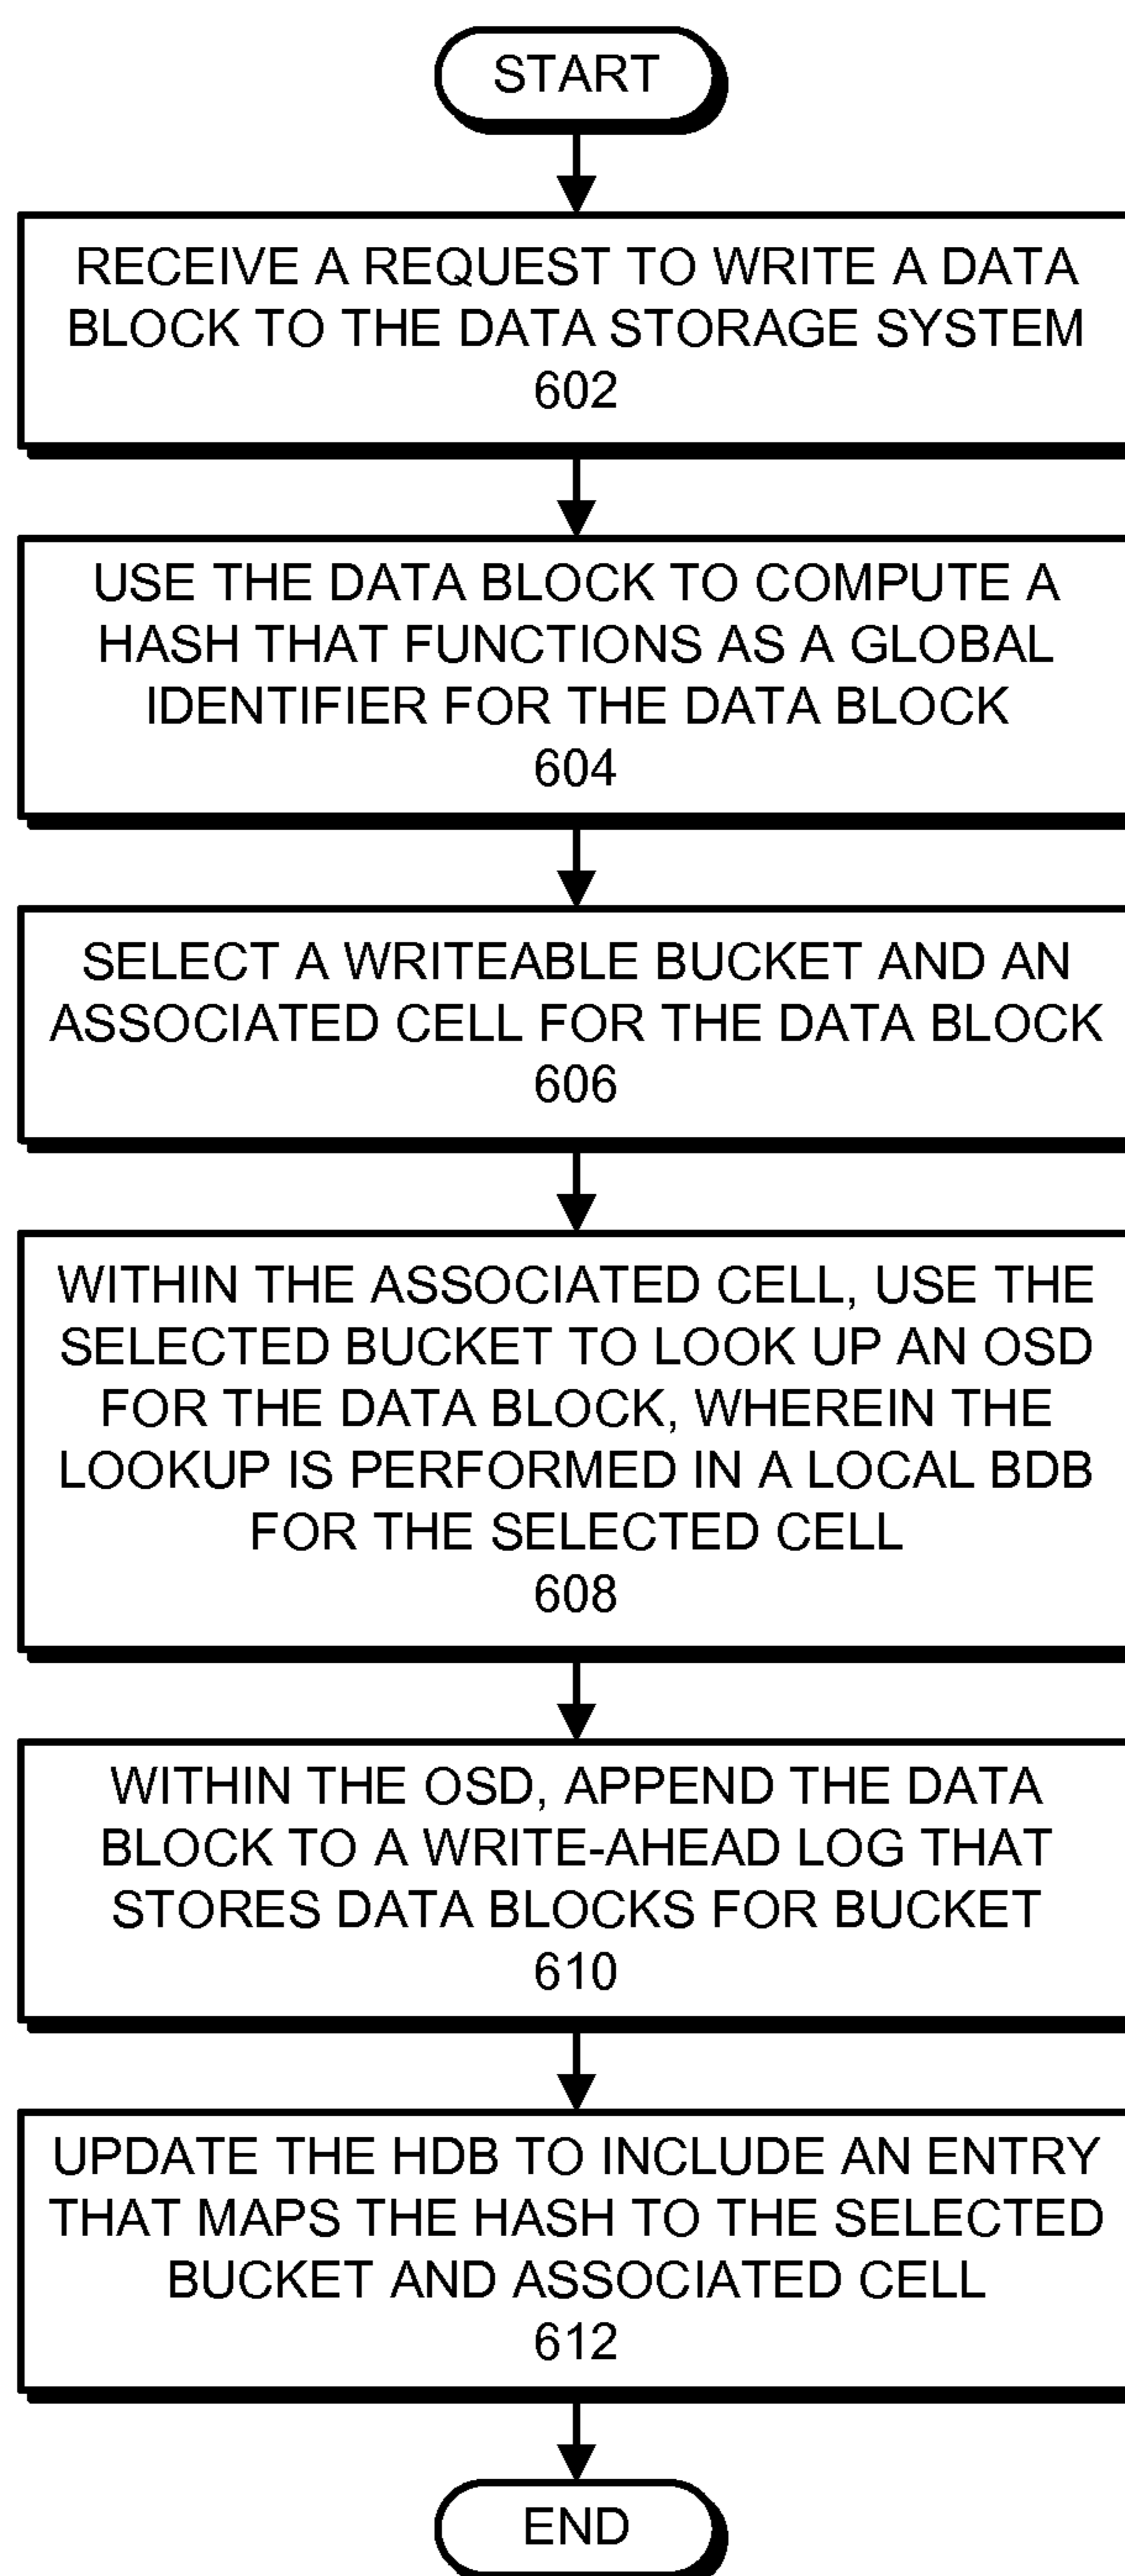 START
RECEIVE A REQUEST TO WRITE A DATA
BLOCK TO THE DATA STORAGE SYSTEM
602
USE THE DATA BLOCK TO COMPUTE A
HASH THAT FUNCTIONS AS A GLOBAL
IDENTIFIER FOR THE DATA BLOCK
604
SELECT A WRITEABLE BUCKET AND AN
ASSOCIATED CELL FOR THE DATA BLOCK
606
WITHIN THE ASSOCIATED CELL, USE THE
SELECTED BUCKET TO LOOK UP AN OSD
FOR THE DATA BLOCK, WHEREIN THE
LOOKUP IS PERFORMED IN A LOCAL BDB
FOR THE SELECTED CELL
608
WITHIN THE OSD, APPEND THE DATA
BLOCK TO A WRITE-AHEAD LOG THAT
STORES DATA BLOCKS FOR BUCKET
610
UPDATE THE HDB TO INCLUDE AN ENTRY
THAT MAPS THE HASH TO THE SELECTED
BUCKET AND ASSOCIATED CELL
612
END